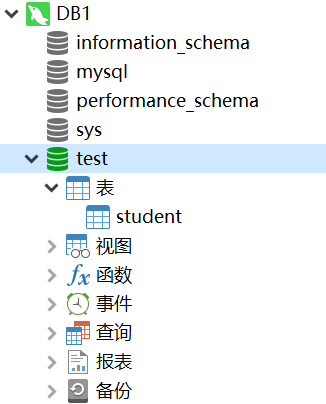 DB1
information_schema
mysql
performance_schema
sys
test
表
student
视图
fx 函数
事件
查询
报表
备份